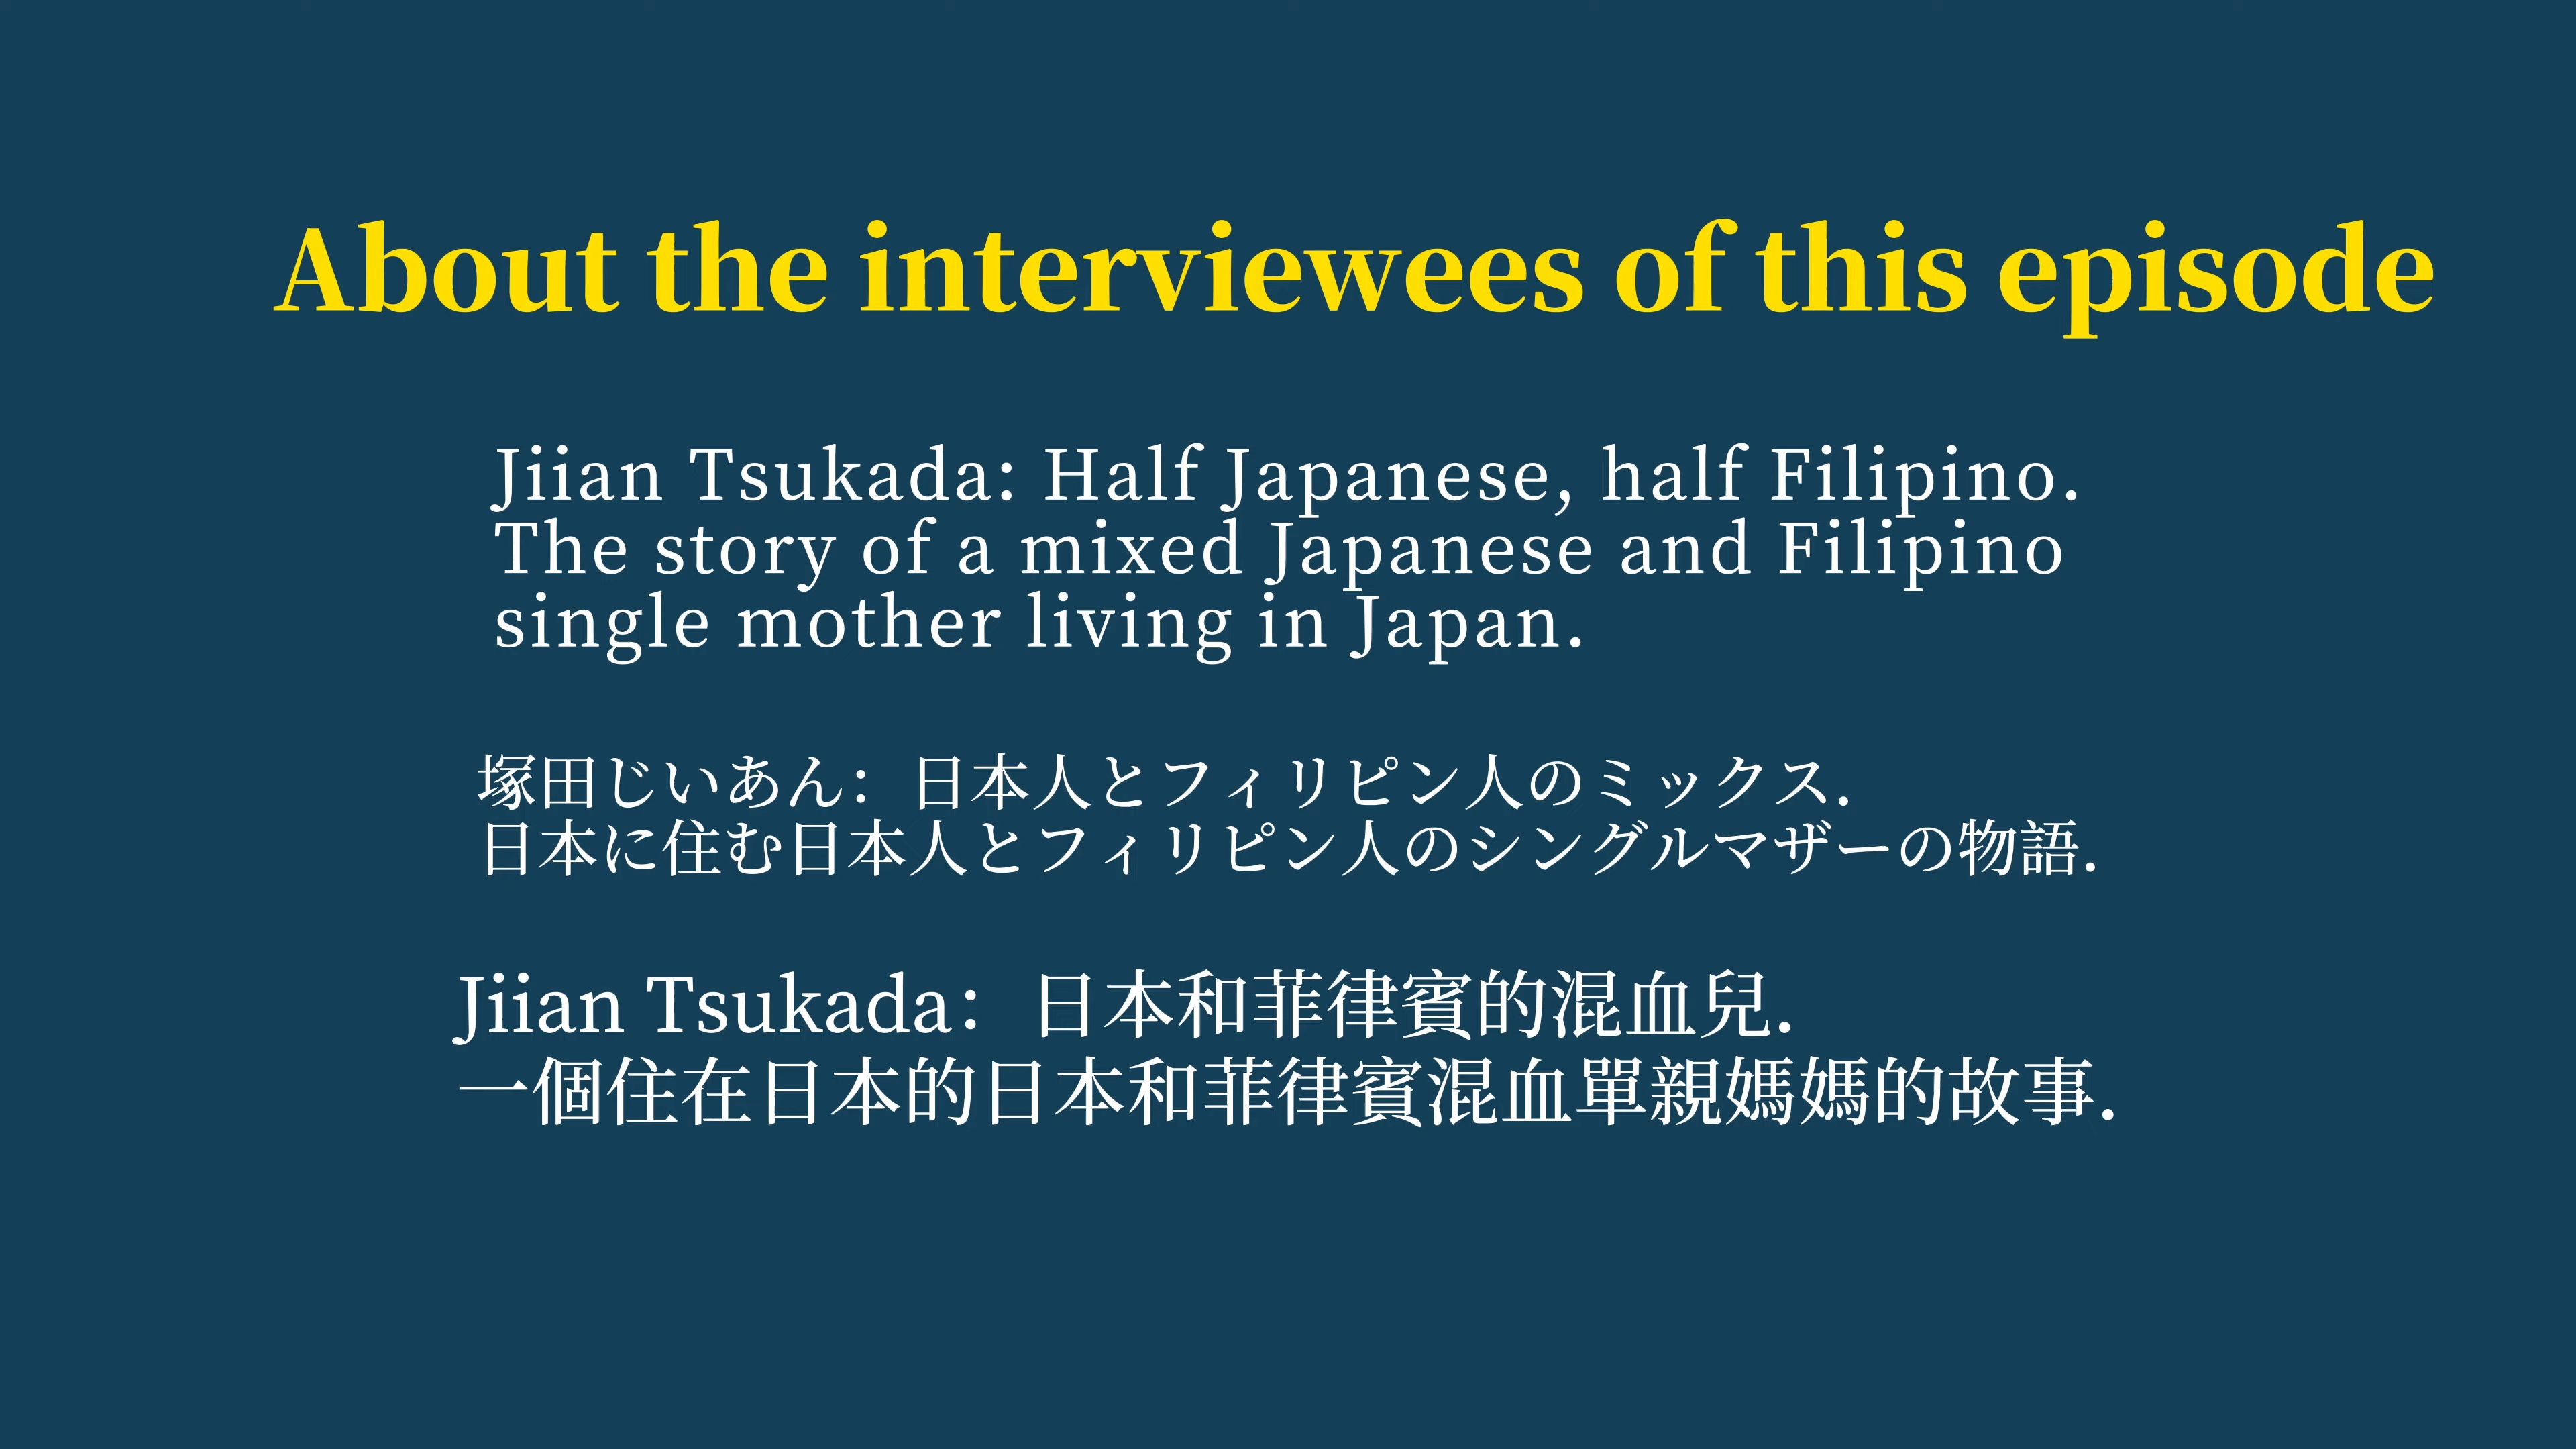 About the interviewees of this episode
Jiian Tsukada: Half Japanese, half Filipino.
The story of a mixed Japanese and Filipino
single mother living in Japan.
塚田じいあん：日本人とフィリピン人のミックス.
日本に住む日本人とフィリピン人のシングルマザーの物語.
Jiian Tsukada：日本和菲律賓的混血兒.
一個住在日本的日本和菲律賓混血單親媽媽的故事.